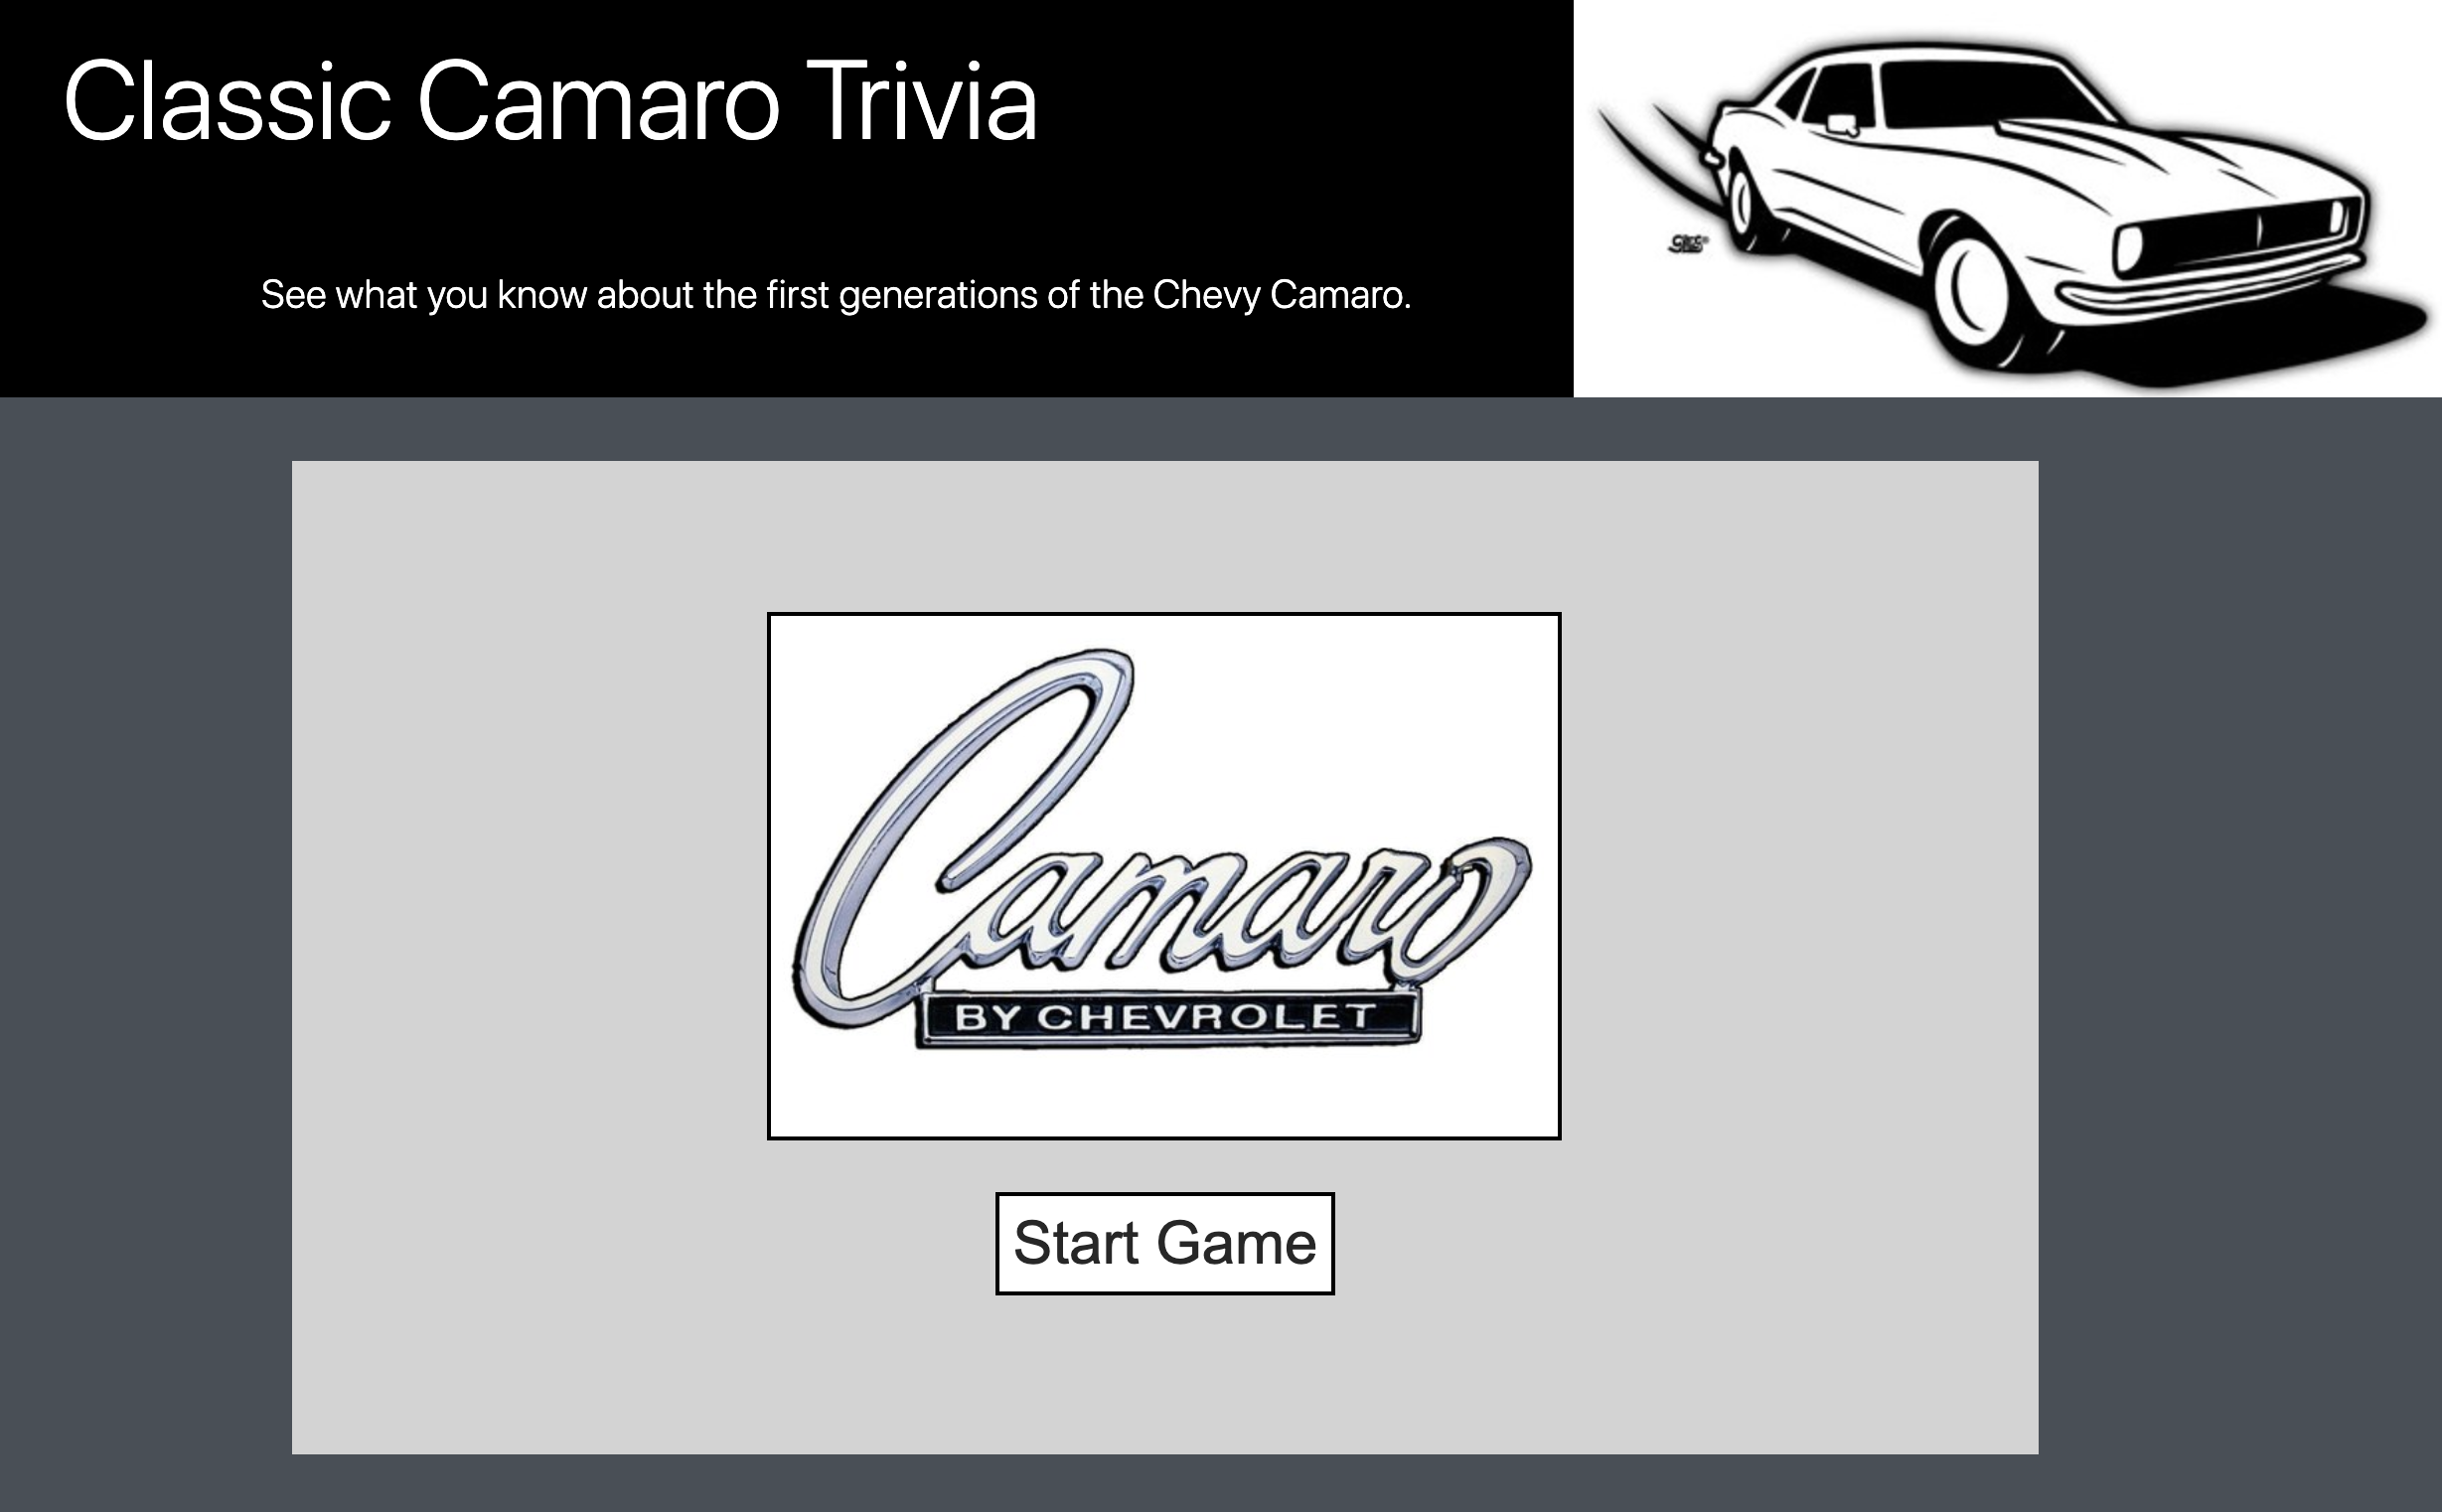 Classic Camaro Trivia
See what you know about the first generations of the Chevy Camaro.
Camaro
BY CHEVROLET
Start Game